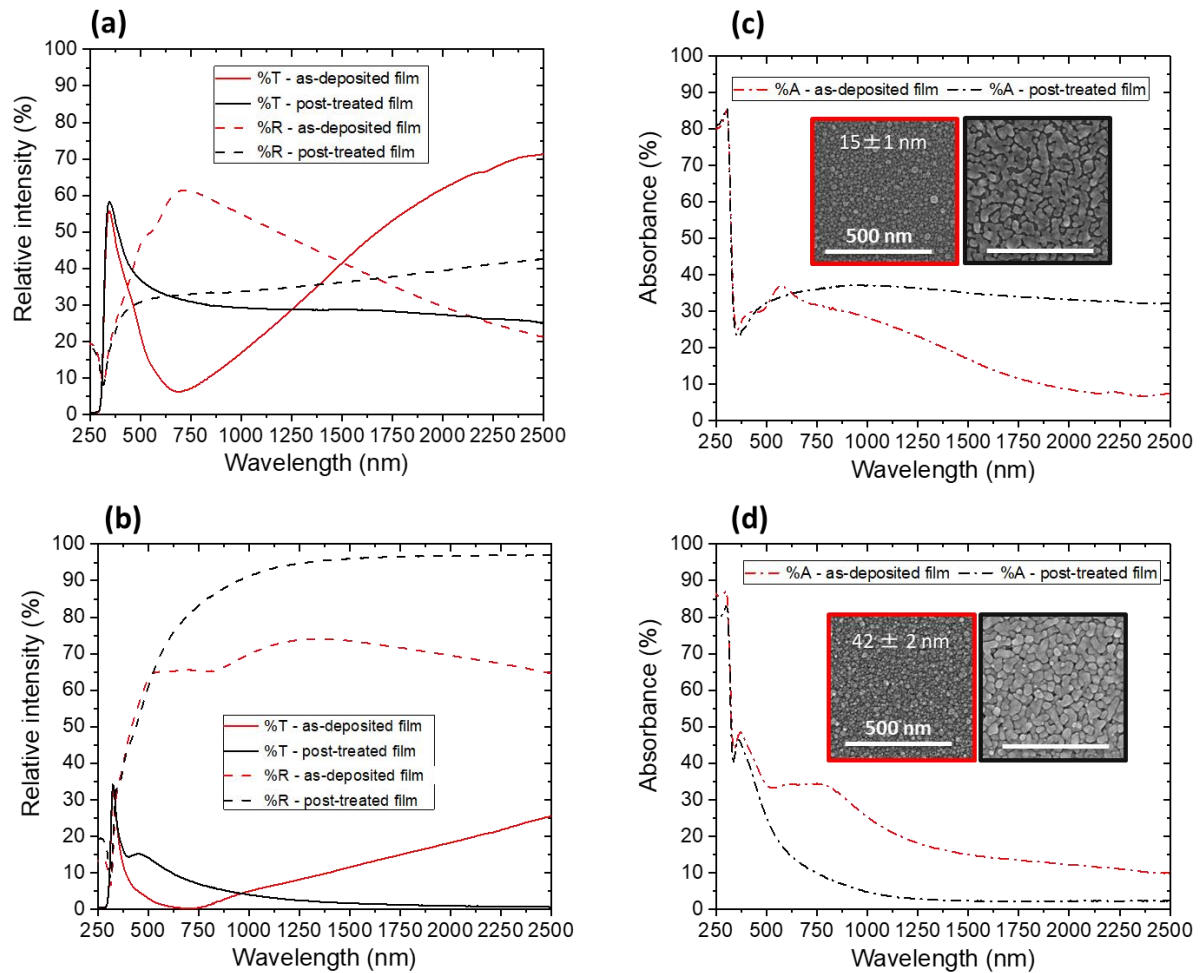 (a)
100
90
80
70
60
50
40
30
20
10
0
Relative intensity (%)
%T - as-deposited film
%T - post-treated film
%R - as-deposited film
%R - post-treated film
250 500 750 1000 1250 1500 1750 2000 2250 2500
Wavelength (nm)
(c)
100
90
80
70
60
50
40
30
20
10
0
Absorbance (%)
%A - as-deposited film %A - post-treated film
15±1 nm
500 nm
250 500 750 1000 1250 1500 1750 2000 2250 2500
Wavelength (nm)
(b)
100
90
80
70
60
50
40
30
20
10
0
Relative intensity (%)
%T - as-deposited film
%T - post-treated film
%R - as-deposited film
%R - post-treated film
250 500 750 1000 1250 1500 1750 2000 2250 2500
Wavelength (nm)
(d)
100
90
80
70
60
50
40
30
20
10
0
Absorbance (%)
%A - as-deposited film %A - post-treated film
42 ± 2 nm
500 nm
250 500 750 1000 1250 1500 1750 2000 2250 2500
Wavelength (nm)